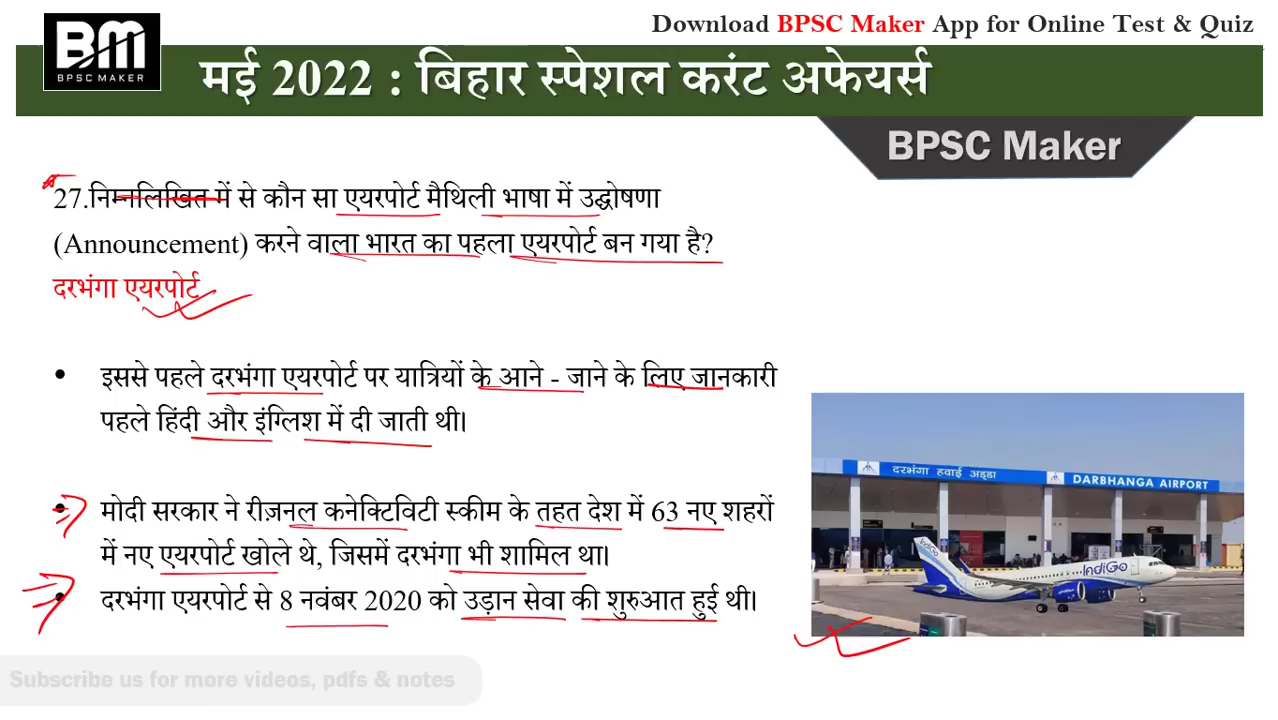 Download BPSC Maker App for Online Test & Quiz
BM
BPSC MAKER
मई 2022 : बिहार स्पेशल करंट अफेयर्स
BPSC Maker
27.निम्नलिखित में से कौन सा एयरपोर्ट मैथिली भाषा में उद्घोषणा
(Announcement) करने वाला भारत का पहला एयरपोर्ट बन गया है?
दरभंगा एयरपोर्ट
• इससे पहले दरभंगा एयरपोर्ट पर यात्रियों के आने - जाने के लिए जानकारी
पहले हिंदी और इंग्लिश में दी जाती थी।
• मोदी सरकार ने रीज़नल कनेक्टिविटी स्कीम के तहत देश में 63 नए शहरों
में नए एयरपोर्ट खोले थे, जिसमें दरभंगा भी शामिल था।
• दरभंगा एयरपोर्ट से 8 नवंबर 2020 को उड़ान सेवा की शुरुआत हुई थी।
दरभंगा हवाई अड्डा
DARBHANGA AIRPORT
IndiGo
IndiGo
Subscribe us for more videos, pdfs & notes